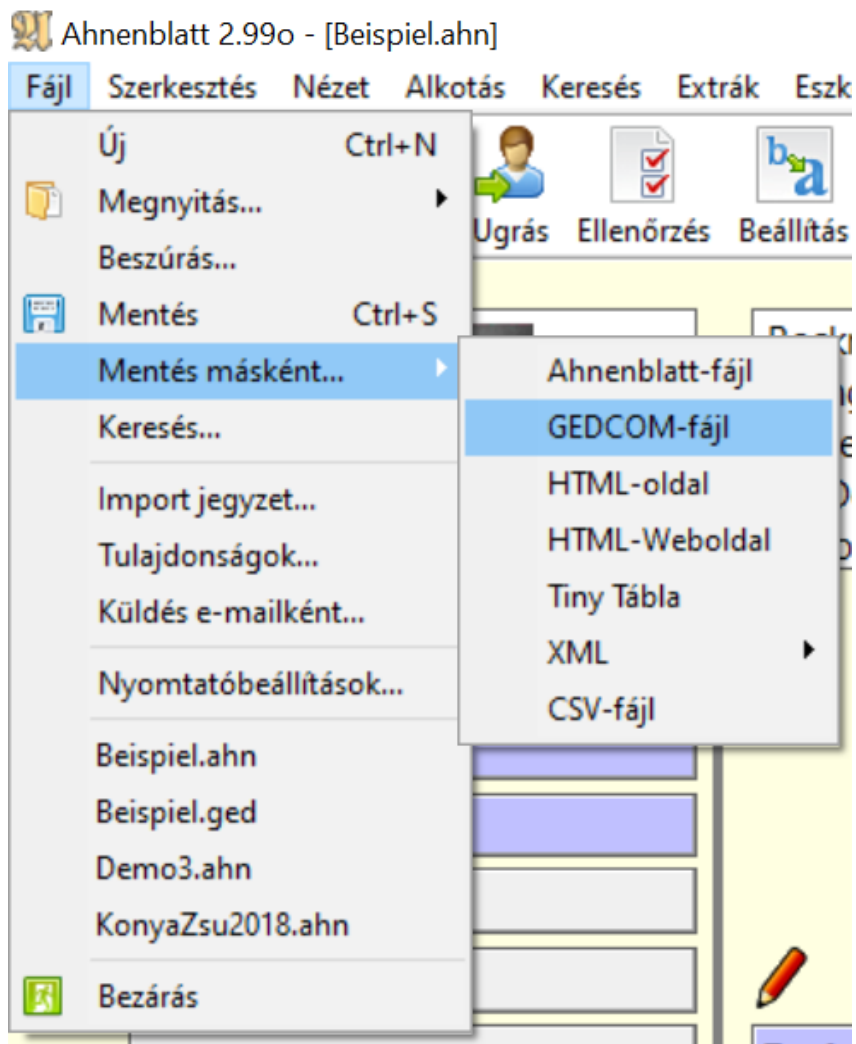 Ahnenblatt 2.99o - [Beispiel.ahn]
Fájl Szerkesztés Nézet Alkotás Keresés Extrák Eszk
Új Ctrl+N
Megnyitás...
Beszúrás...
Mentés Ctrl+S
Mentés másként...
Keresés...
Import jegyzet...
Tulajdonságok...
Küldés e-mailként...
Nyomtatóbeállítások...
Beispiel.ahn
Beispiel.ged
Demo3.ahn
KonyaZsu2018.ahn
Bezárás
Ugrás Ellenőrzés Beállítás
Ahnenblatt-fájl
GEDCOM-fájl
HTML-oldal
HTML-Weboldal
Tiny Tábla
XML
CSV-fájl